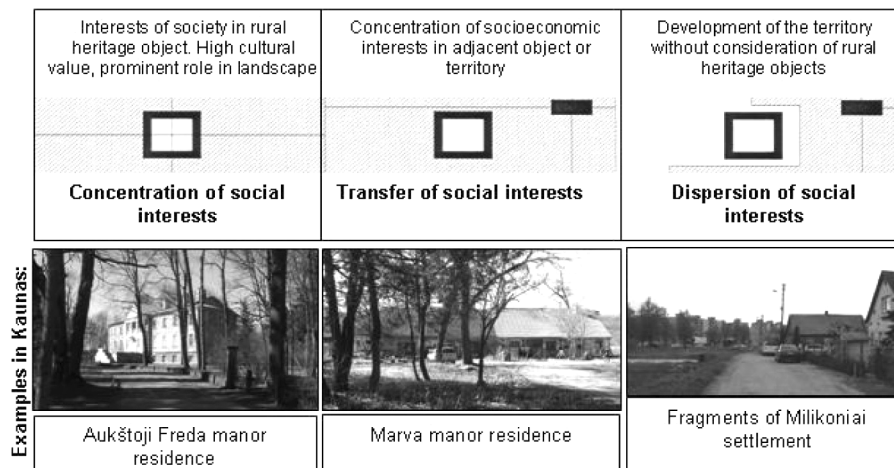 Interests of society in rural
heritage object. High cultural
value, prominent role in landscape
Concentration of social
interests
Concentration of socioeconomic
interests in adjacent object or
territory
Transfer of social interests
Development of the territory
without consideration of rural
heritage objects
Dispersion of social
interests
Examples in Kaunas:
Aukštoji Freda manor
residence
Marva manor residence
Fragments of Milikoniai
settlement